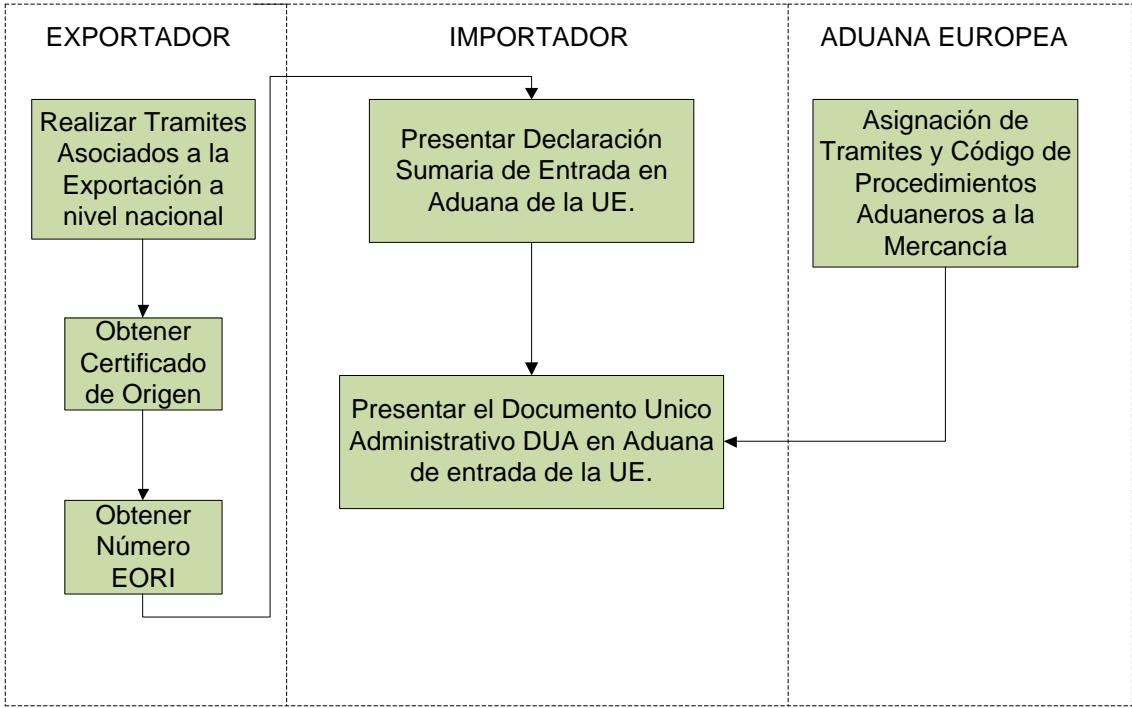 EXPORTADOR
IMPORTADOR
ADUANA EUROPEA
Realizar Tramites
Asociados a la
Exportación a
nivel nacional
Obtener
Certificado
de Origen
Obtener
Número
EORI
Presentar Declaración
Sumaria de Entrada en
Aduana de la UE.
Presentar el Documento Unico
Administrativo DUA en Aduana
de entrada de la UE.
Asignación de
Tramites y Código de
Procedimientos
Aduaneros a la
Mercancía